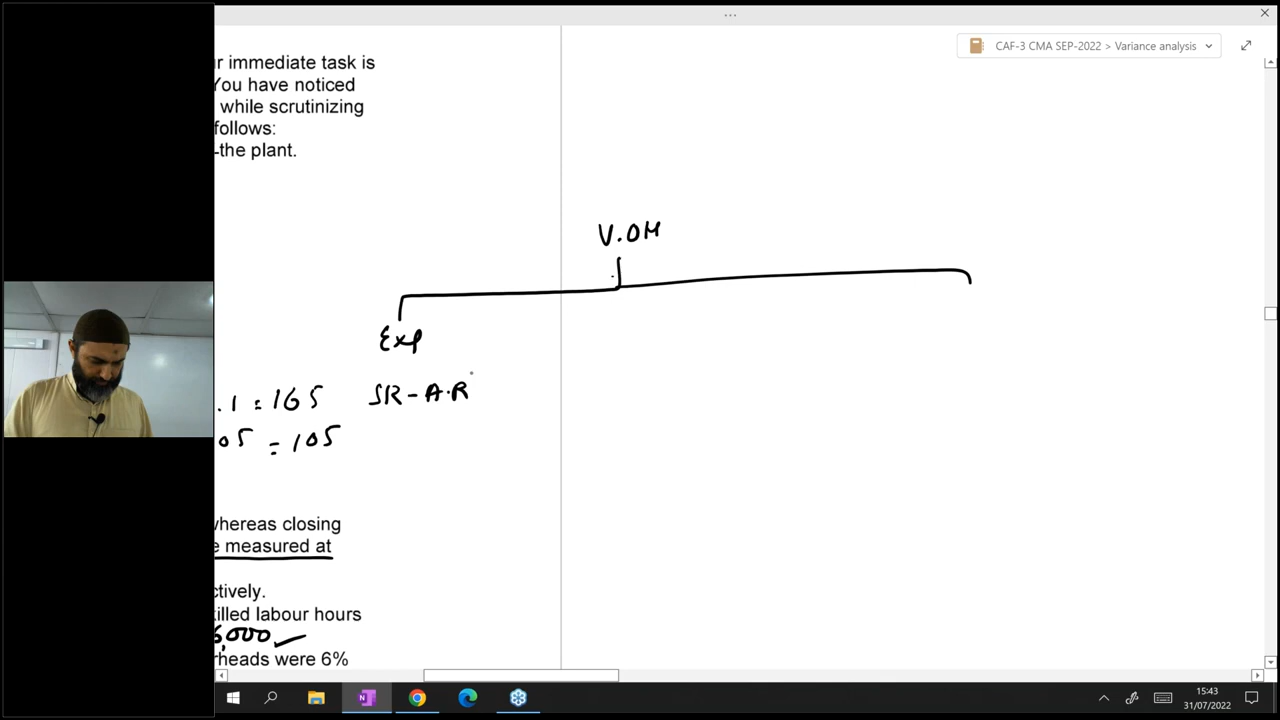 CAF-3 CMA SEP-2022 > Variance analysis
r immediate task is
You have noticed
while scrutinizing
follows:
the plant.
V.OH
Exp
SR-A.R
.1 = 165
05 = 105
whereas closing
e measured at
ctively.
killed labour hours
6,000
rheads were 6%
15:43
31/07/2022